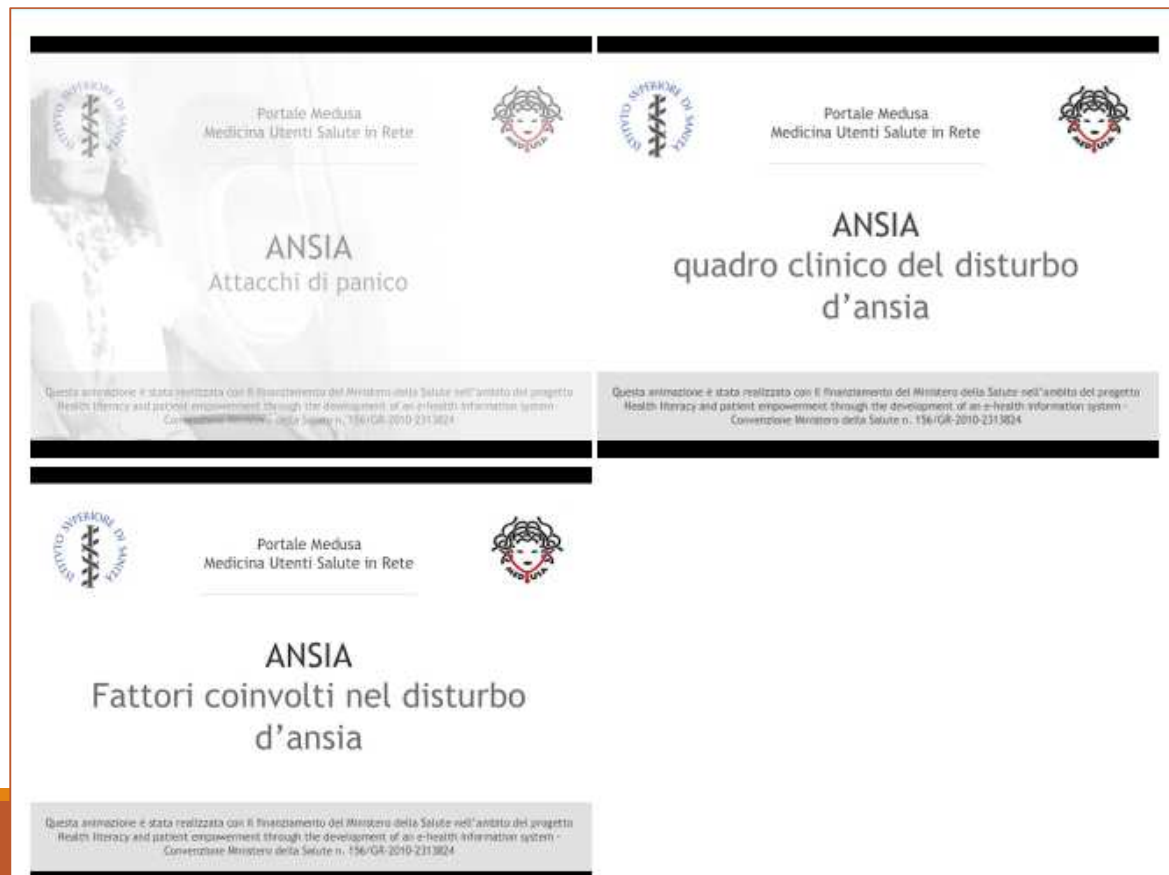 ISTITUTO SVPERIORE DI SANITÀ
Portale Medusa
Medicina Utenti Salute in Rete
MEDUSA
ANSIA
Attacchi di panico
Questa animazione è stata realizzata con il finanziamento del Ministero della Salute nell'ambito del progetto
Health literacy and patient empowerment through the development of an e-health information system -
Convenzione Ministero della Salute n. 156/GR-2010-2313824
ISTITUTO SVPERIORE DI SANITÀ
Portale Medusa
Medicina Utenti Salute in Rete
MEDUSA
ANSIA
quadro clinico del disturbo
d'ansia
Questa animazione è stata realizzata con il finanziamento del Ministero della Salute nell'ambito del progetto
Health literacy and patient empowerment through the development of an e-health information system -
Convenzione Ministero della Salute n. 156/GR-2010-2313824
ISTITUTO SVPERIORE DI SANITÀ
Portale Medusa
Medicina Utenti Salute in Rete
MEDUSA
ANSIA
Fattori coinvolti nel disturbo
d'ansia
Questa animazione è stata realizzata con il finanziamento del Ministero della Salute nell'ambito del progetto
Health literacy and patient empowerment through the development of an e-health information system -
Convenzione Ministero della Salute n. 156/GR-2010-2313824